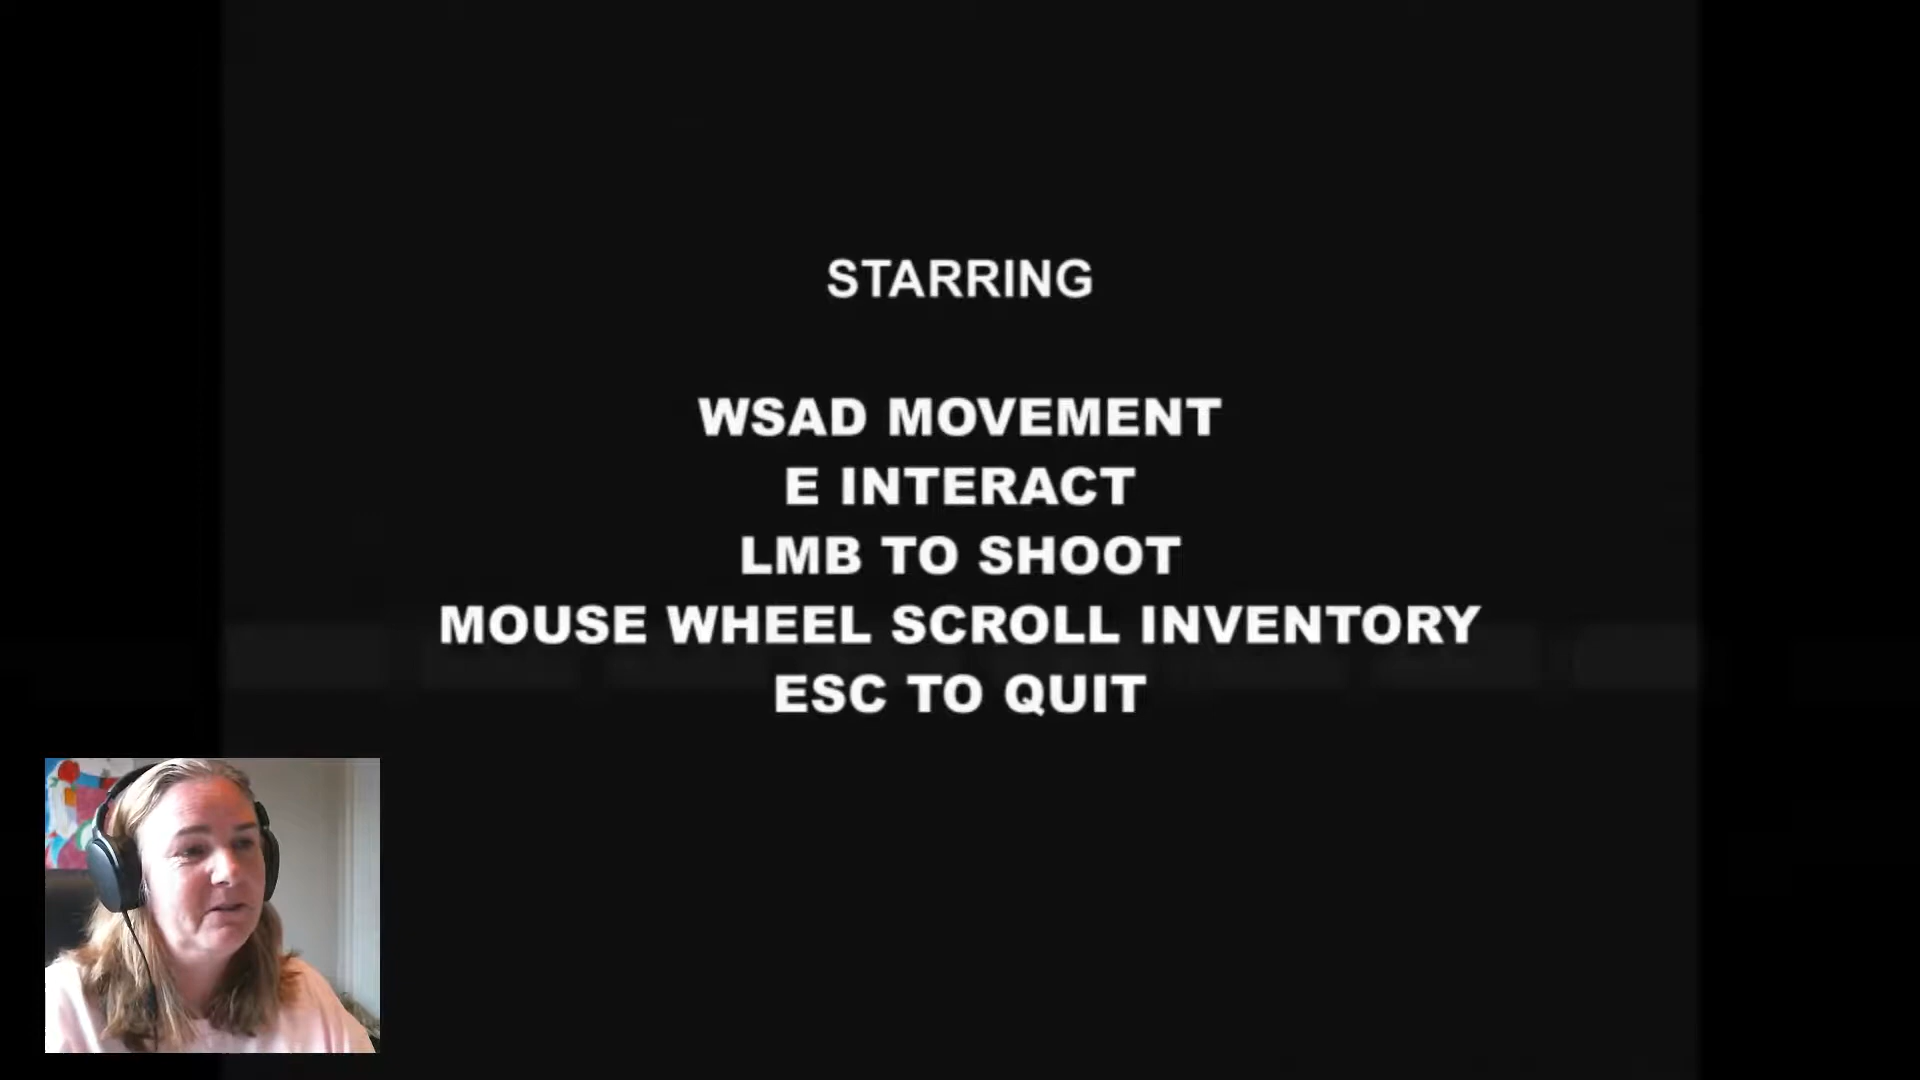 STARRING
WSAD MOVEMENT
E INTERACT
LMB TO SHOOT
MOUSE WHEEL SCROLL INVENTORY
ESC TO QUIT